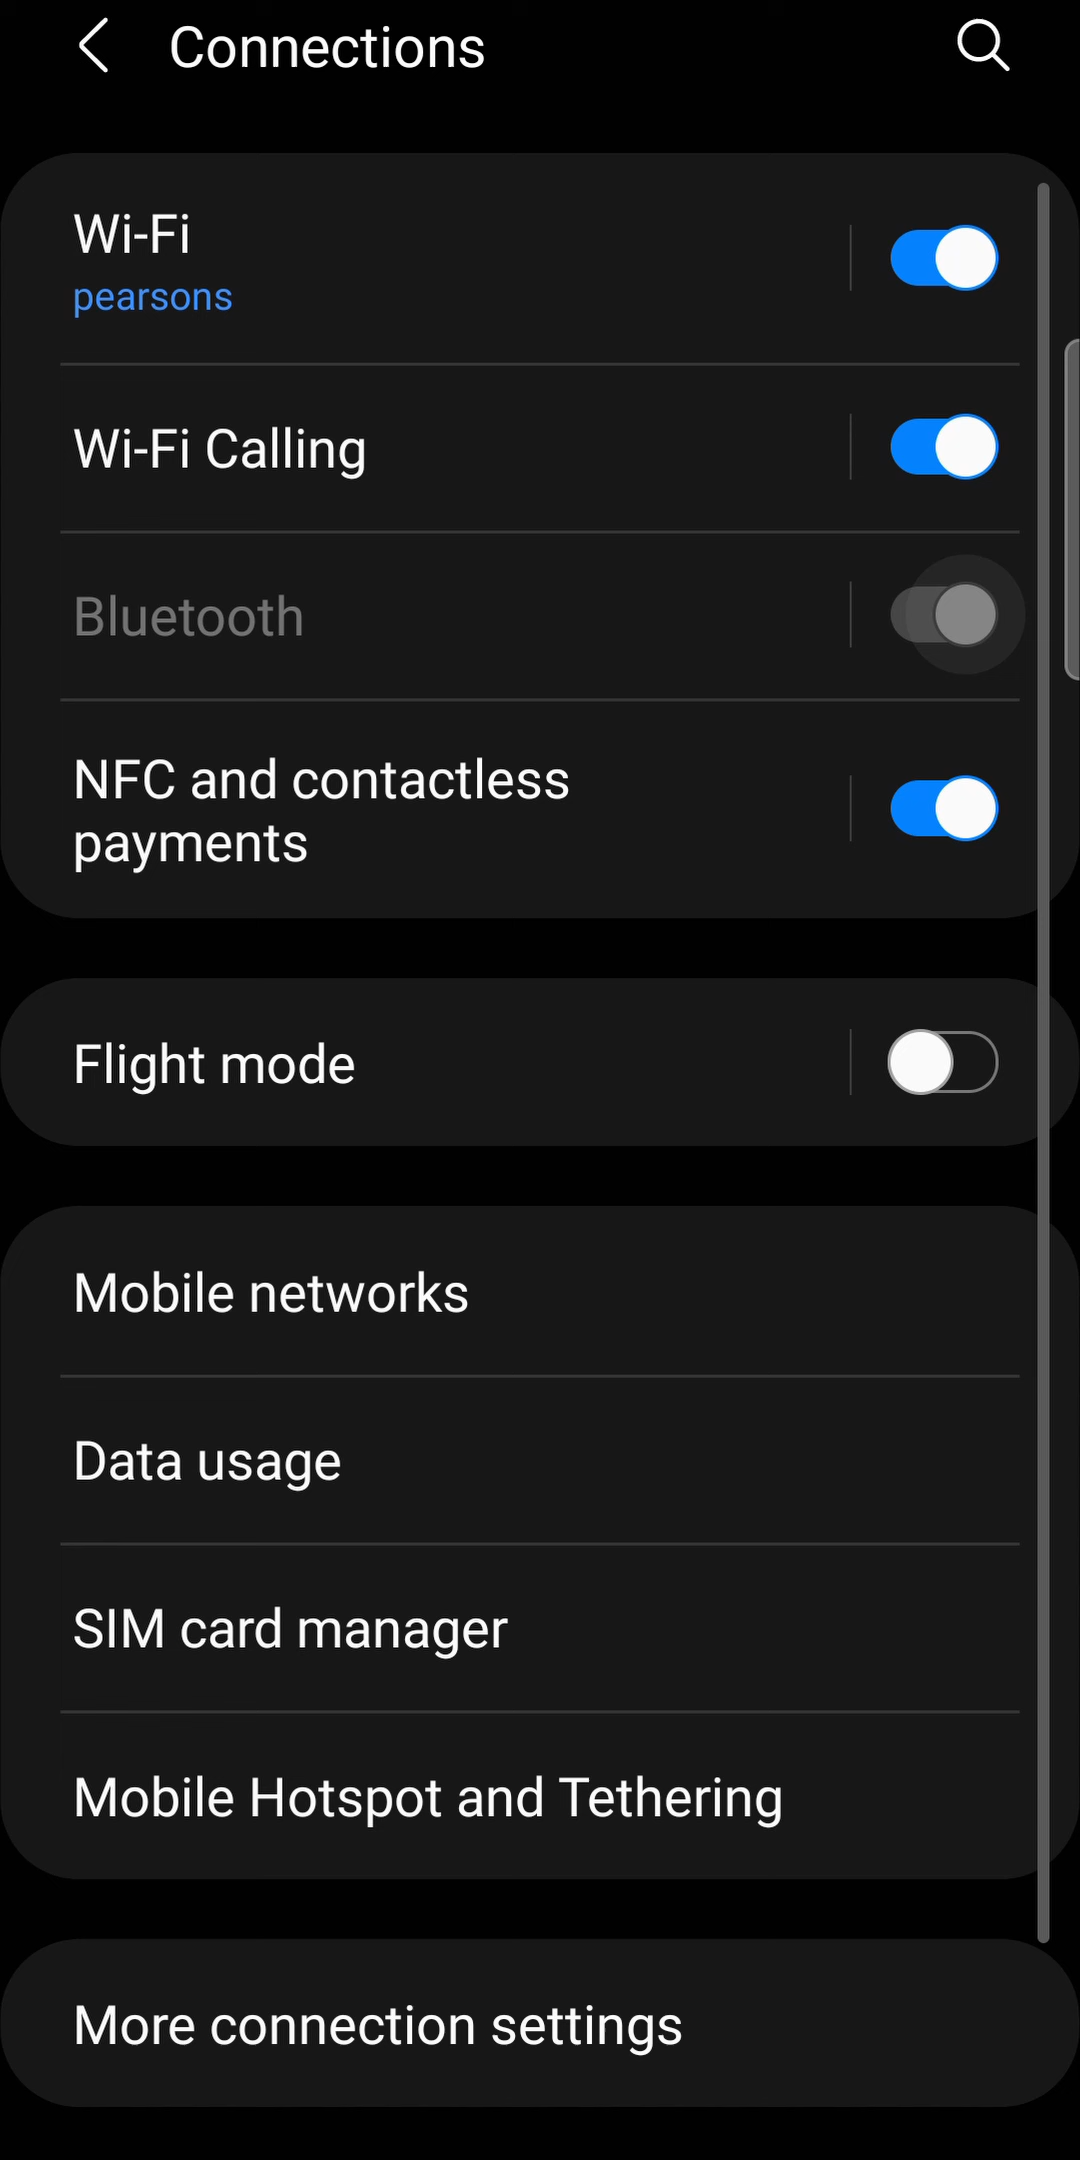 Connections
Wi-Fi
pearsons
Wi-Fi Calling
Bluetooth
NFC and contactless
payments
Flight mode
Mobile networks
Data usage
SIM card manager
Mobile Hotspot and Tethering
More connection settings